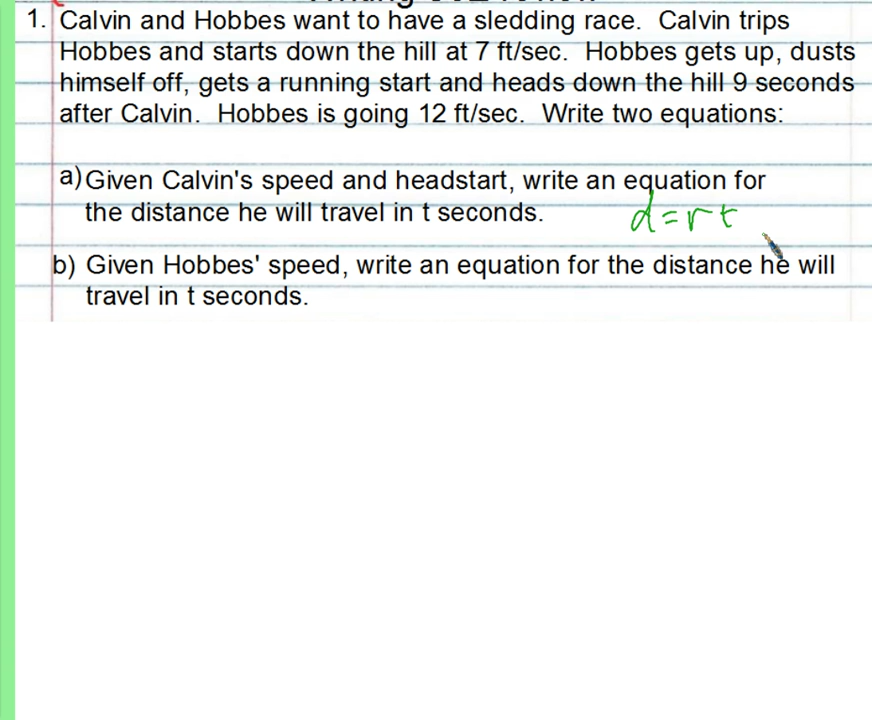 1. Calvin and Hobbes want to have a sledding race. Calvin trips
Hobbes and starts down the hill at 7 ft/sec. Hobbes gets up, dusts
himself off, gets a running start and heads down the hill 9 seconds
after Calvin. Hobbes is going 12 ft/sec. Write two equations:
a) Given Calvin's speed and headstart, write an equation for
the distance he will travel in t seconds.
d=rt
b) Given Hobbes' speed, write an equation for the distance he will
travel in t seconds.